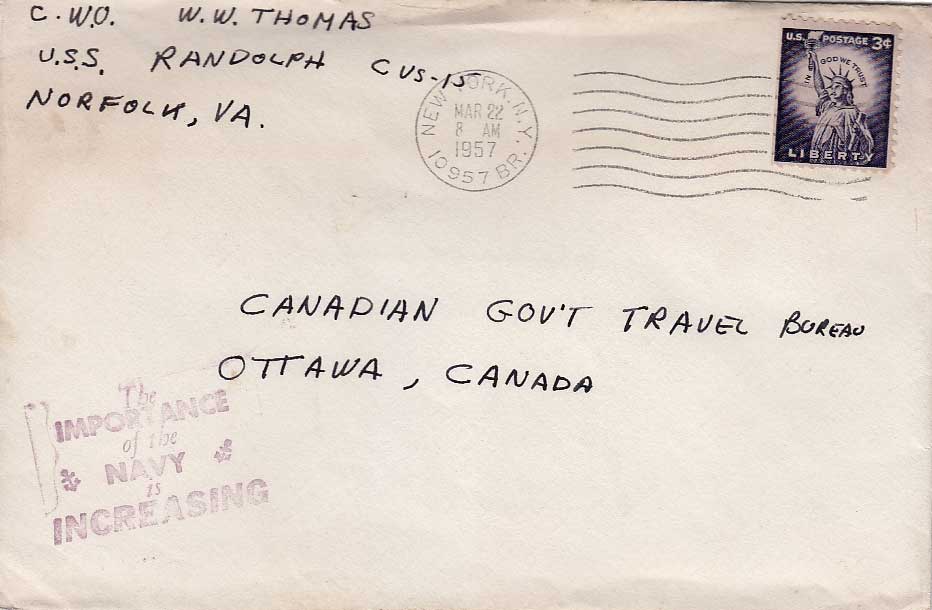 C.W.O. W.W. THOMAS
U.S.S. RANDOLPH CVS-15
NORFOLK, VA.
NEW YORK, N.Y.
MAR 22
8 AM
1957
10957 BR.
U.S. POSTAGE 3¢
IN GOD WE TRUST
LIBERTY
CANADIAN GOV'T TRAVEL BUREAU
OTTAWA, CANADA
The
IMPORTANCE
of the
NAVY
is
INCREASING